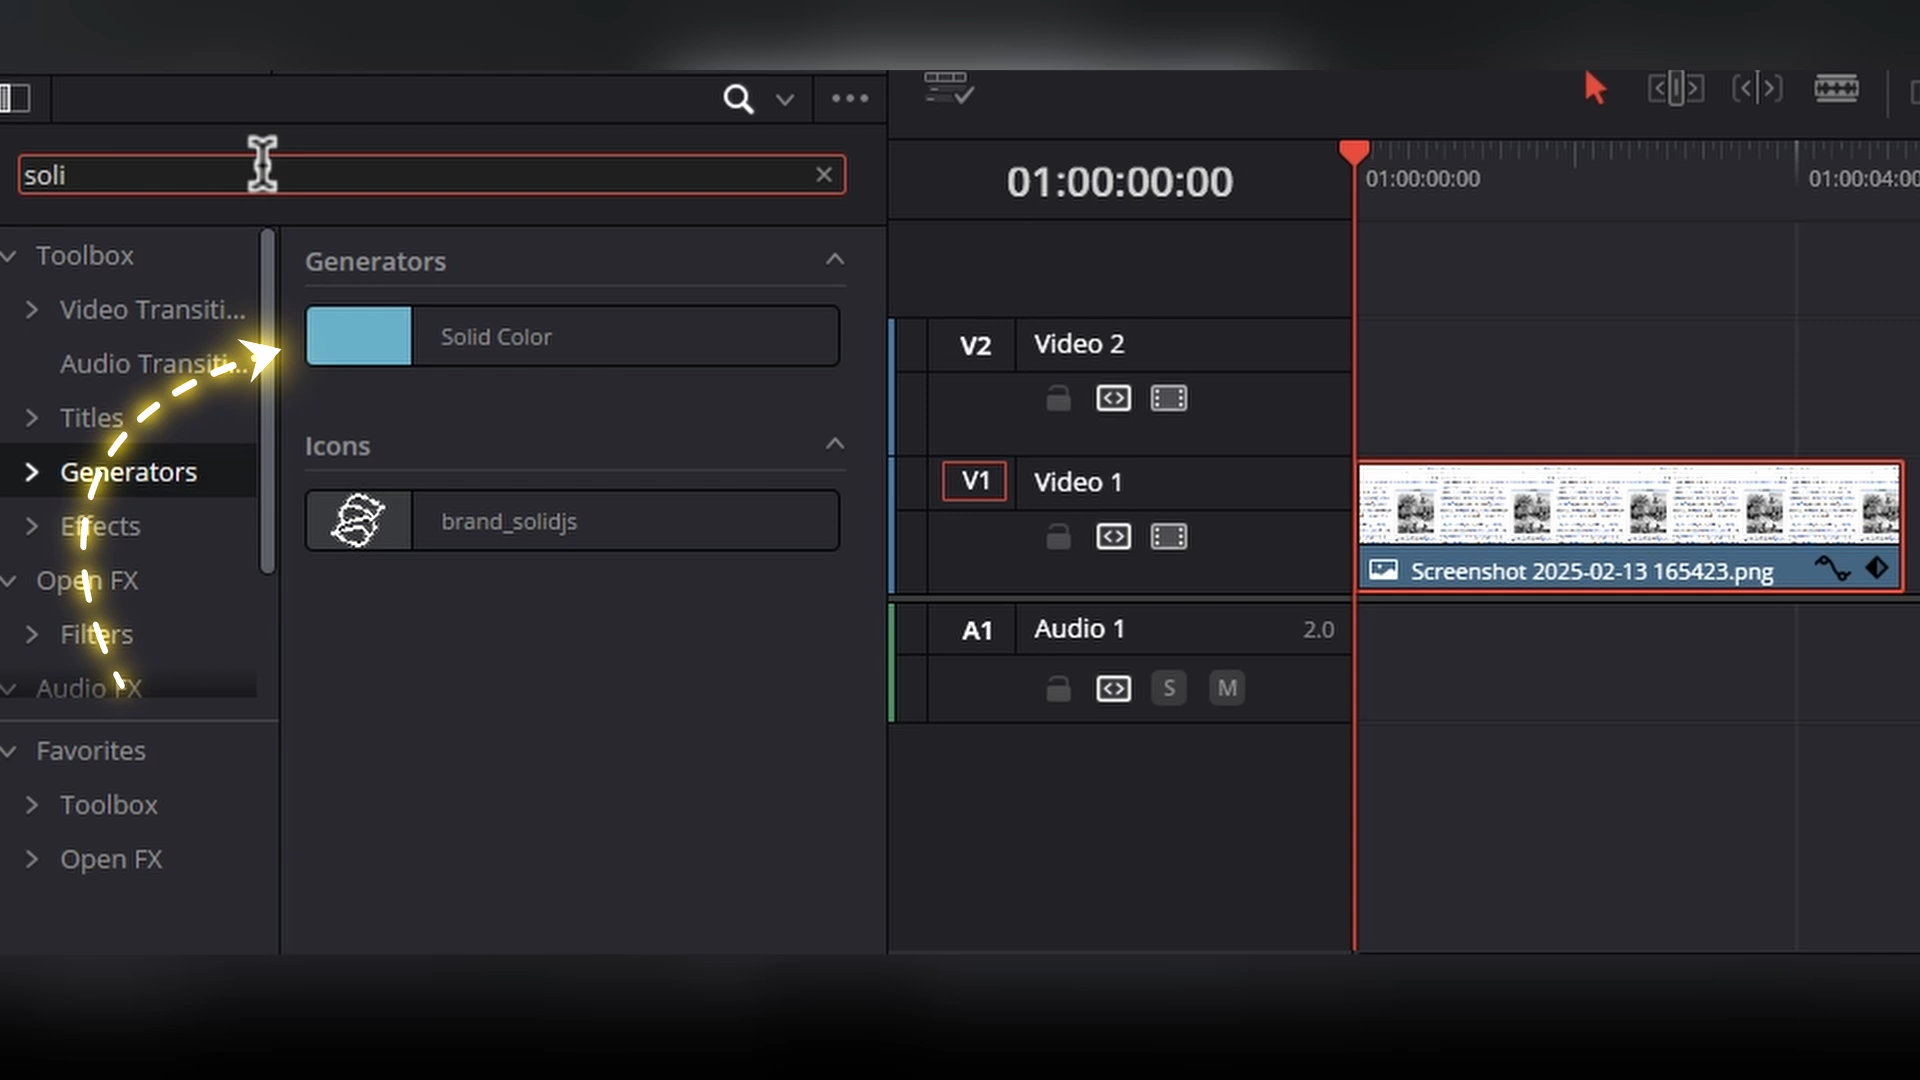 soli
Toolbox
Video Transiti...
Audio Transiti...
Titles
Generators
Effects
Open FX
Filters
Audio FX
Favorites
Toolbox
Open FX
Generators
Solid Color
Icons
brand_solidjs
01:00:00:00
01:00:00:00
01:00:04:00
V2 Video 2
V1 Video 1
Screenshot 2025-02-13 165423.png
A1 Audio 1 2.0
S M